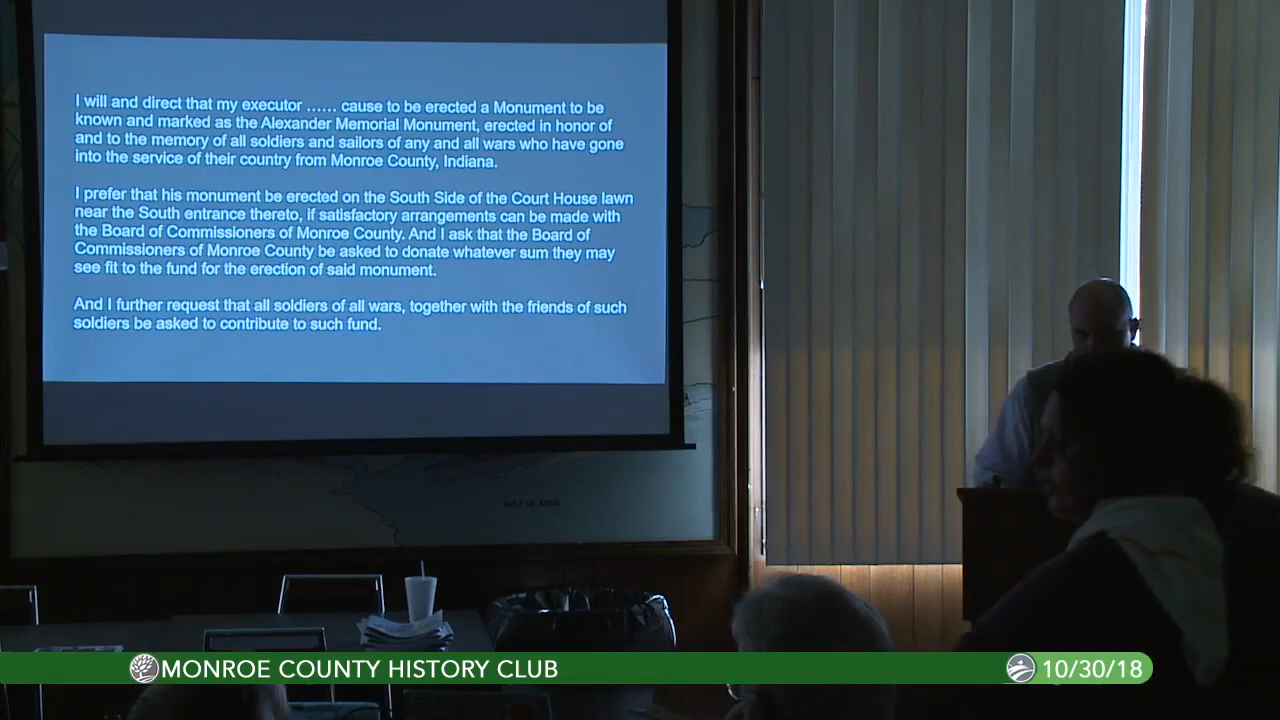 I will and direct that my executor ...... cause to be erected a Monument to be
known and marked as the Alexander Memorial Monument, erected in honor of
and to the memory of all soldiers and sailors of any and all wars who have gone
into the service of their country from Monroe County, Indiana.
I prefer that his monument be erected on the South Side of the Court House lawn
near the South entrance thereto, if satisfactory arrangements can be made with
the Board of Commissioners of Monroe County. And I ask that the Board of
Commissioners of Monroe County be asked to donate whatever sum they may
see fit to the fund for the erection of said monument.
And I further request that all soldiers of all wars, together with the friends of such
soldiers be asked to contribute to such fund.
GULF OF
MONROE COUNTY HISTORY CLUB
10/30/18